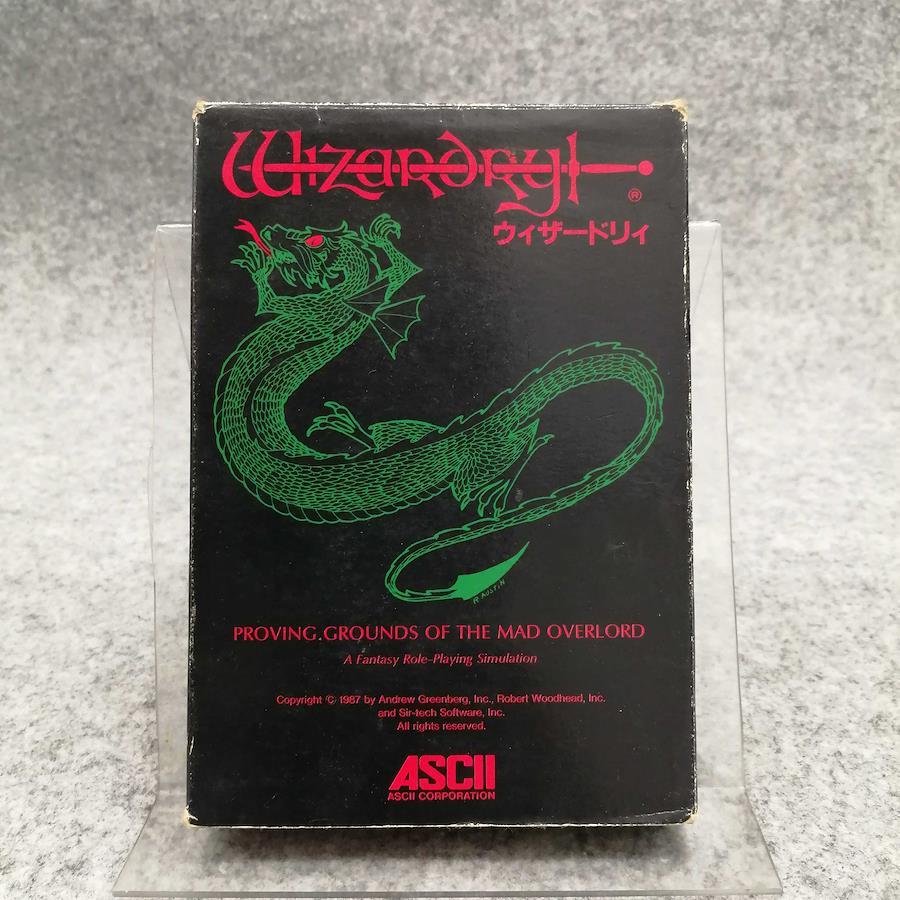 Wizardry
®
ウィザードリィ
R·AUSTIN
PROVING.GROUNDS OF THE MAD OVERLORD
A Fantasy Role-Playing Simulation
Copyright © 1987 by Andrew Greenberg, Inc., Robert Woodhead, Inc.
and Sir-tech Software, Inc.
All rights reserved.
ASCII
ASCII CORPORATION